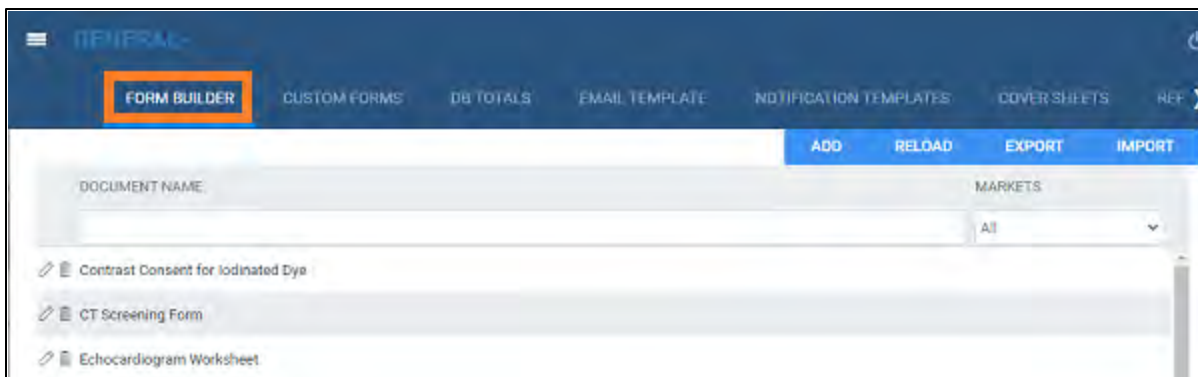 GENERAL
FORM BUILDER CUSTOM FORMS DB TOTALS EMAIL TEMPLATE NOTIFICATION TEMPLATES COVER SHEETS REF
ADD RELOAD EXPORT IMPORT
DOCUMENT NAME MARKETS
All
Contrast Consent for Iodinated Dye
CT Screening Form
Echocardiogram Worksheet